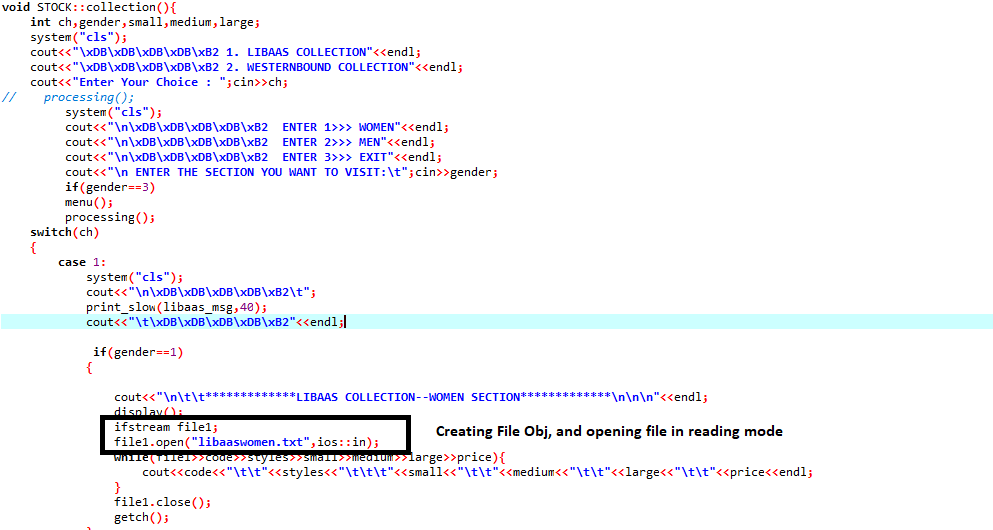 void STOCK::collection(){
int ch,gender,small,medium,large;
system("cls");
cout<<"\xDB\xDB\xDB\xDB\xB2 1. LIBAAS COLLECTION"<<endl;
cout<<"\xDB\xDB\xDB\xDB\xB2 2. WESTERNBOUND COLLECTION"<<endl;
cout<<"Enter Your Choice : ";cin>>ch;
// processing();
system("cls");
cout<<"\n\xDB\xDB\xDB\xDB\xB2  ENTER 1>>> WOMEN"<<endl;
cout<<"\n\xDB\xDB\xDB\xDB\xB2  ENTER 2>>> MEN"<<endl;
cout<<"\n\xDB\xDB\xDB\xDB\xB2  ENTER 3>>> EXIT"<<endl;
cout<<"\n ENTER THE SECTION YOU WANT TO VISIT:\t";cin>>gender;
if(gender==3)
menu();
processing();
switch(ch)
{
case 1:
system("cls");
cout<<"\n\xDB\xDB\xDB\xDB\xB2\t";
print_slow(libaas_msg,40);
cout<<"\t\xDB\xDB\xDB\xDB\xB2"<<endl;
if(gender==1)
{
cout<<"\n\t\t*************LIBAAS COLLECTION--WOMEN SECTION*************\n\n\n"<<endl;
display();
ifstream file1;
file1.open("libaaswomen.txt",ios::in);
Creating File Obj, and opening file in reading mode
while(file1>>code>>styles>>small>>medium>>large>>price){
cout<<code<<"\t\t"<<styles<<"\t\t\t"<<small<<"\t\t"<<medium<<"\t\t"<<large<<"\t\t"<<price<<endl;
}
file1.close();
getch();